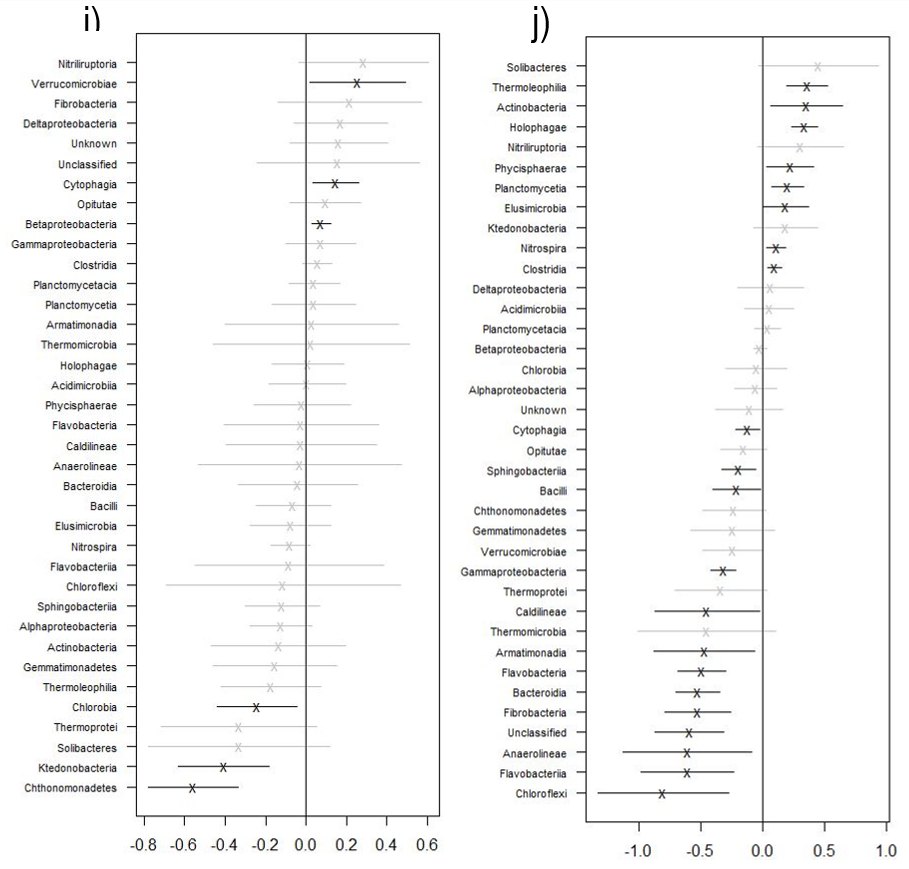 i)
Nitriliruptoria
Verrucomicrobiae
Fibrobacteria
Deltaproteobacteria
Unknown
Unclassified
Cytophagia
Opitutae
Betaproteobacteria
Gammaproteobacteria
Clostridia
Planctomycetacia
Planctomycetia
Armatimonadia
Thermomicrobia
Holophagae
Acidimicrobiia
Phycisphaerae
Flavobacteria
Caldilineae
Anaerolineae
Bacteroidia
Bacilli
Elusimicrobia
Nitrospira
Flavobacteriia
Chloroflexi
Sphingobacteriia
Alphaproteobacteria
Actinobacteria
Gemmatimonadetes
Thermoleophilia
Chlorobia
Thermoprotei
Solibacteres
Ktedonobacteria
Chthonomonadetes
-0.8 -0.6 -0.4 -0.2 0.0 0.2 0.4 0.6
j)
Solibacteres
Thermoleophilia
Actinobacteria
Holophagae
Nitriliruptoria
Phycisphaerae
Planctomycetia
Elusimicrobia
Ktedonobacteria
Nitrospira
Clostridia
Deltaproteobacteria
Acidimicrobiia
Planctomycetacia
Betaproteobacteria
Chlorobia
Alphaproteobacteria
Unknown
Cytophagia
Opitutae
Sphingobacteriia
Bacilli
Chthonomonadetes
Gemmatimonadetes
Verrucomicrobiae
Gammaproteobacteria
Thermoprotei
Caldilineae
Thermomicrobia
Armatimonadia
Flavobacteria
Bacteroidia
Fibrobacteria
Unclassified
Anaerolineae
Flavobacteriia
Chloroflexi
-1.0 -0.5 0.0 0.5 1.0